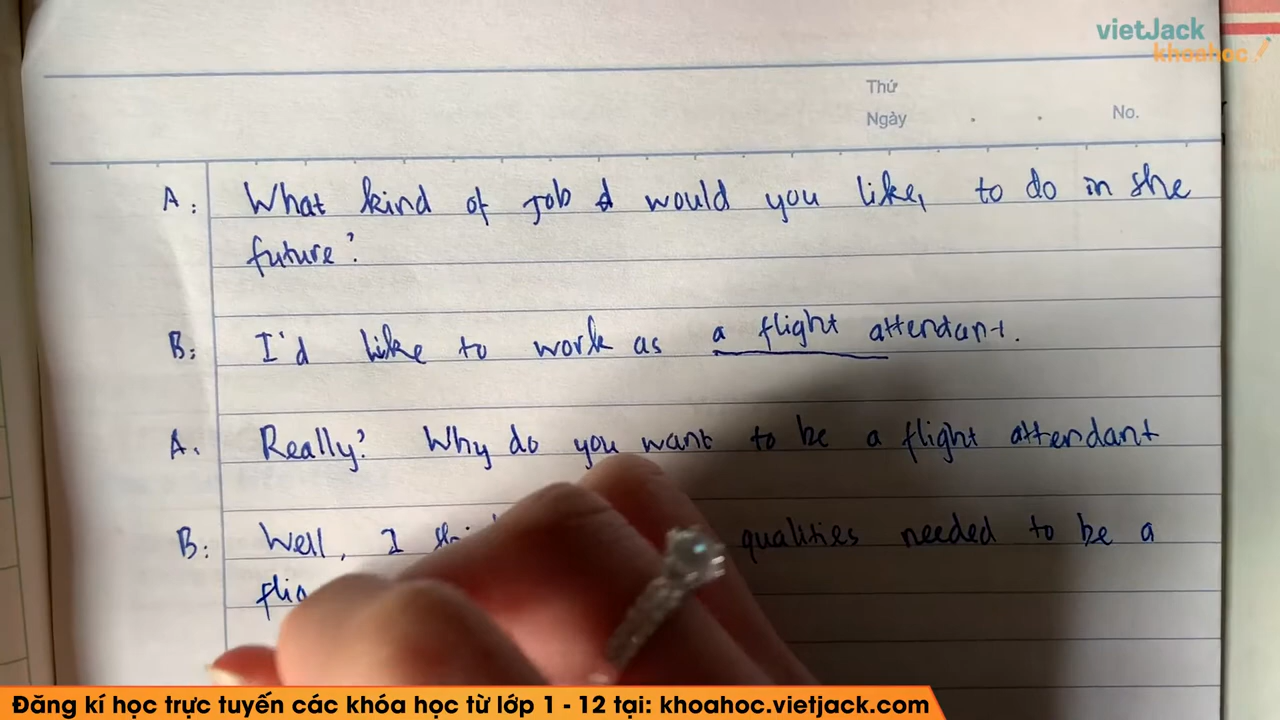 vietJack
khoahoc
Thứ
Ngày . . No.
A: What kind of Job would you like, to do in the
future?
B: I'd like to work as a flight attendant.
A. Really? Why do you want to be a flight attendant
B: Well, I qualities needed to be a
Đăng kí học trực tuyến các khóa học từ lớp 1 - 12 tại: khoahoc.vietjack.com